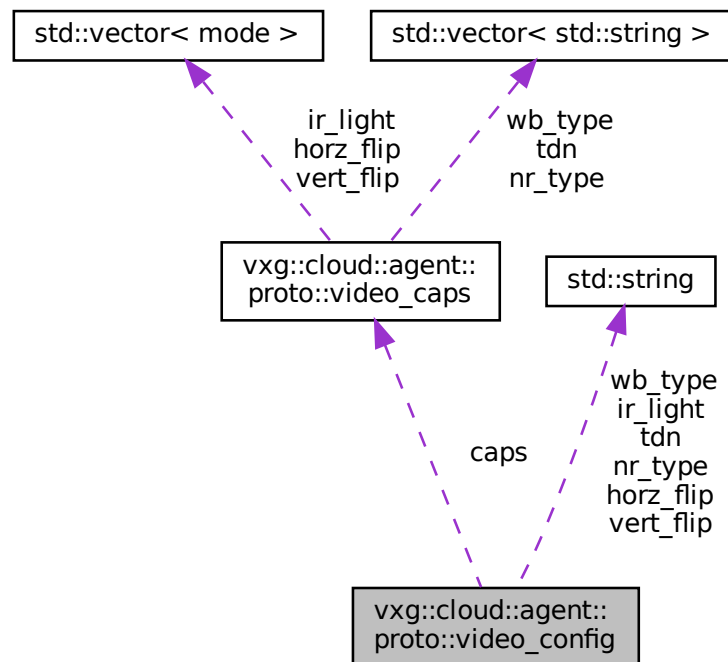 std::vector< mode >
std::vector< std::string >
ir_light
horz_flip
vert_flip
wb_type
tdn
nr_type
vxg::cloud::agent::
proto::video_caps
std::string
caps
wb_type
ir_light
tdn
nr_type
horz_flip
vert_flip
vxg::cloud::agent::
proto::video_config